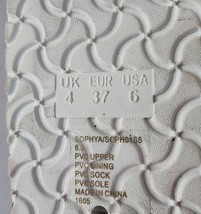 UK EUR USA
4 37 6
SOPHYA/SOPH01S5
6.0
PVC UPPER
PVC LINING
PVC SOCK
PVC SOLE
MADE IN CHINA
1605